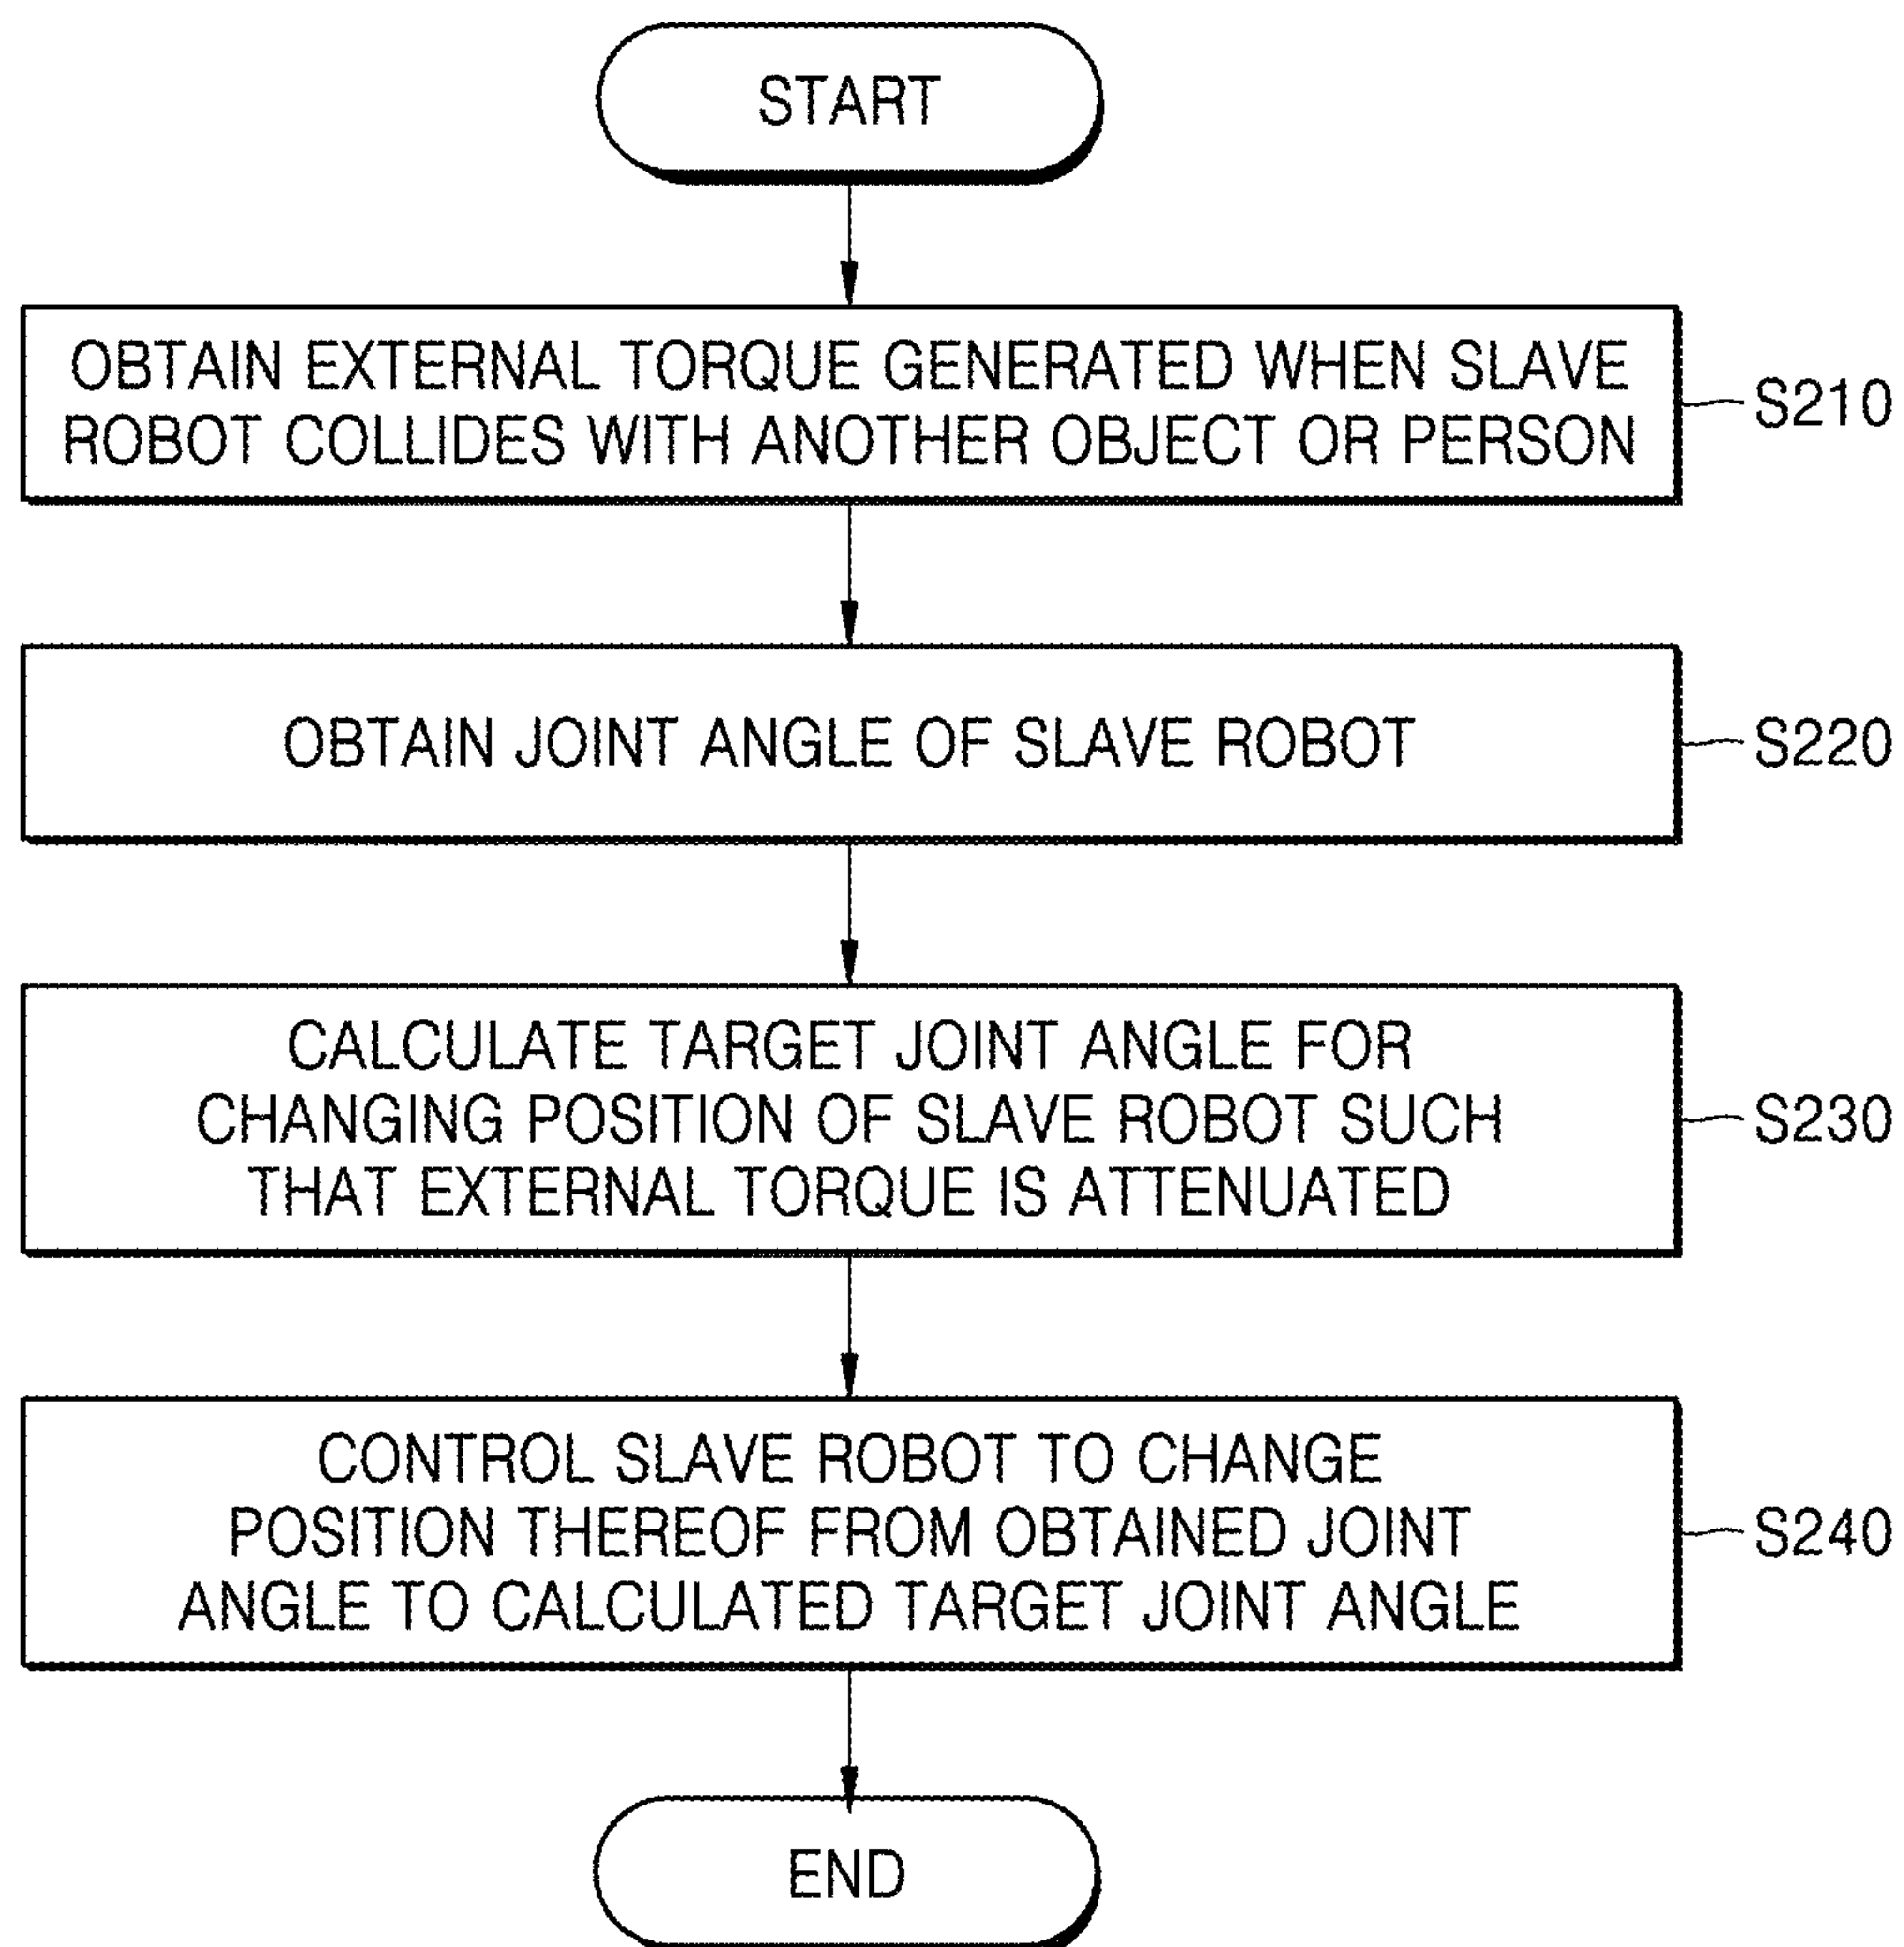 START
OBTAIN EXTERNAL TORQUE GENERATED WHEN SLAVE
ROBOT COLLIDES WITH ANOTHER OBJECT OR PERSON
S210
OBTAIN JOINT ANGLE OF SLAVE ROBOT
S220
CALCULATE TARGET JOINT ANGLE FOR
CHANGING POSITION OF SLAVE ROBOT SUCH
THAT EXTERNAL TORQUE IS ATTENUATED
S230
CONTROL SLAVE ROBOT TO CHANGE
POSITION THEREOF FROM OBTAINED JOINT
ANGLE TO CALCULATED TARGET JOINT ANGLE
S240
END